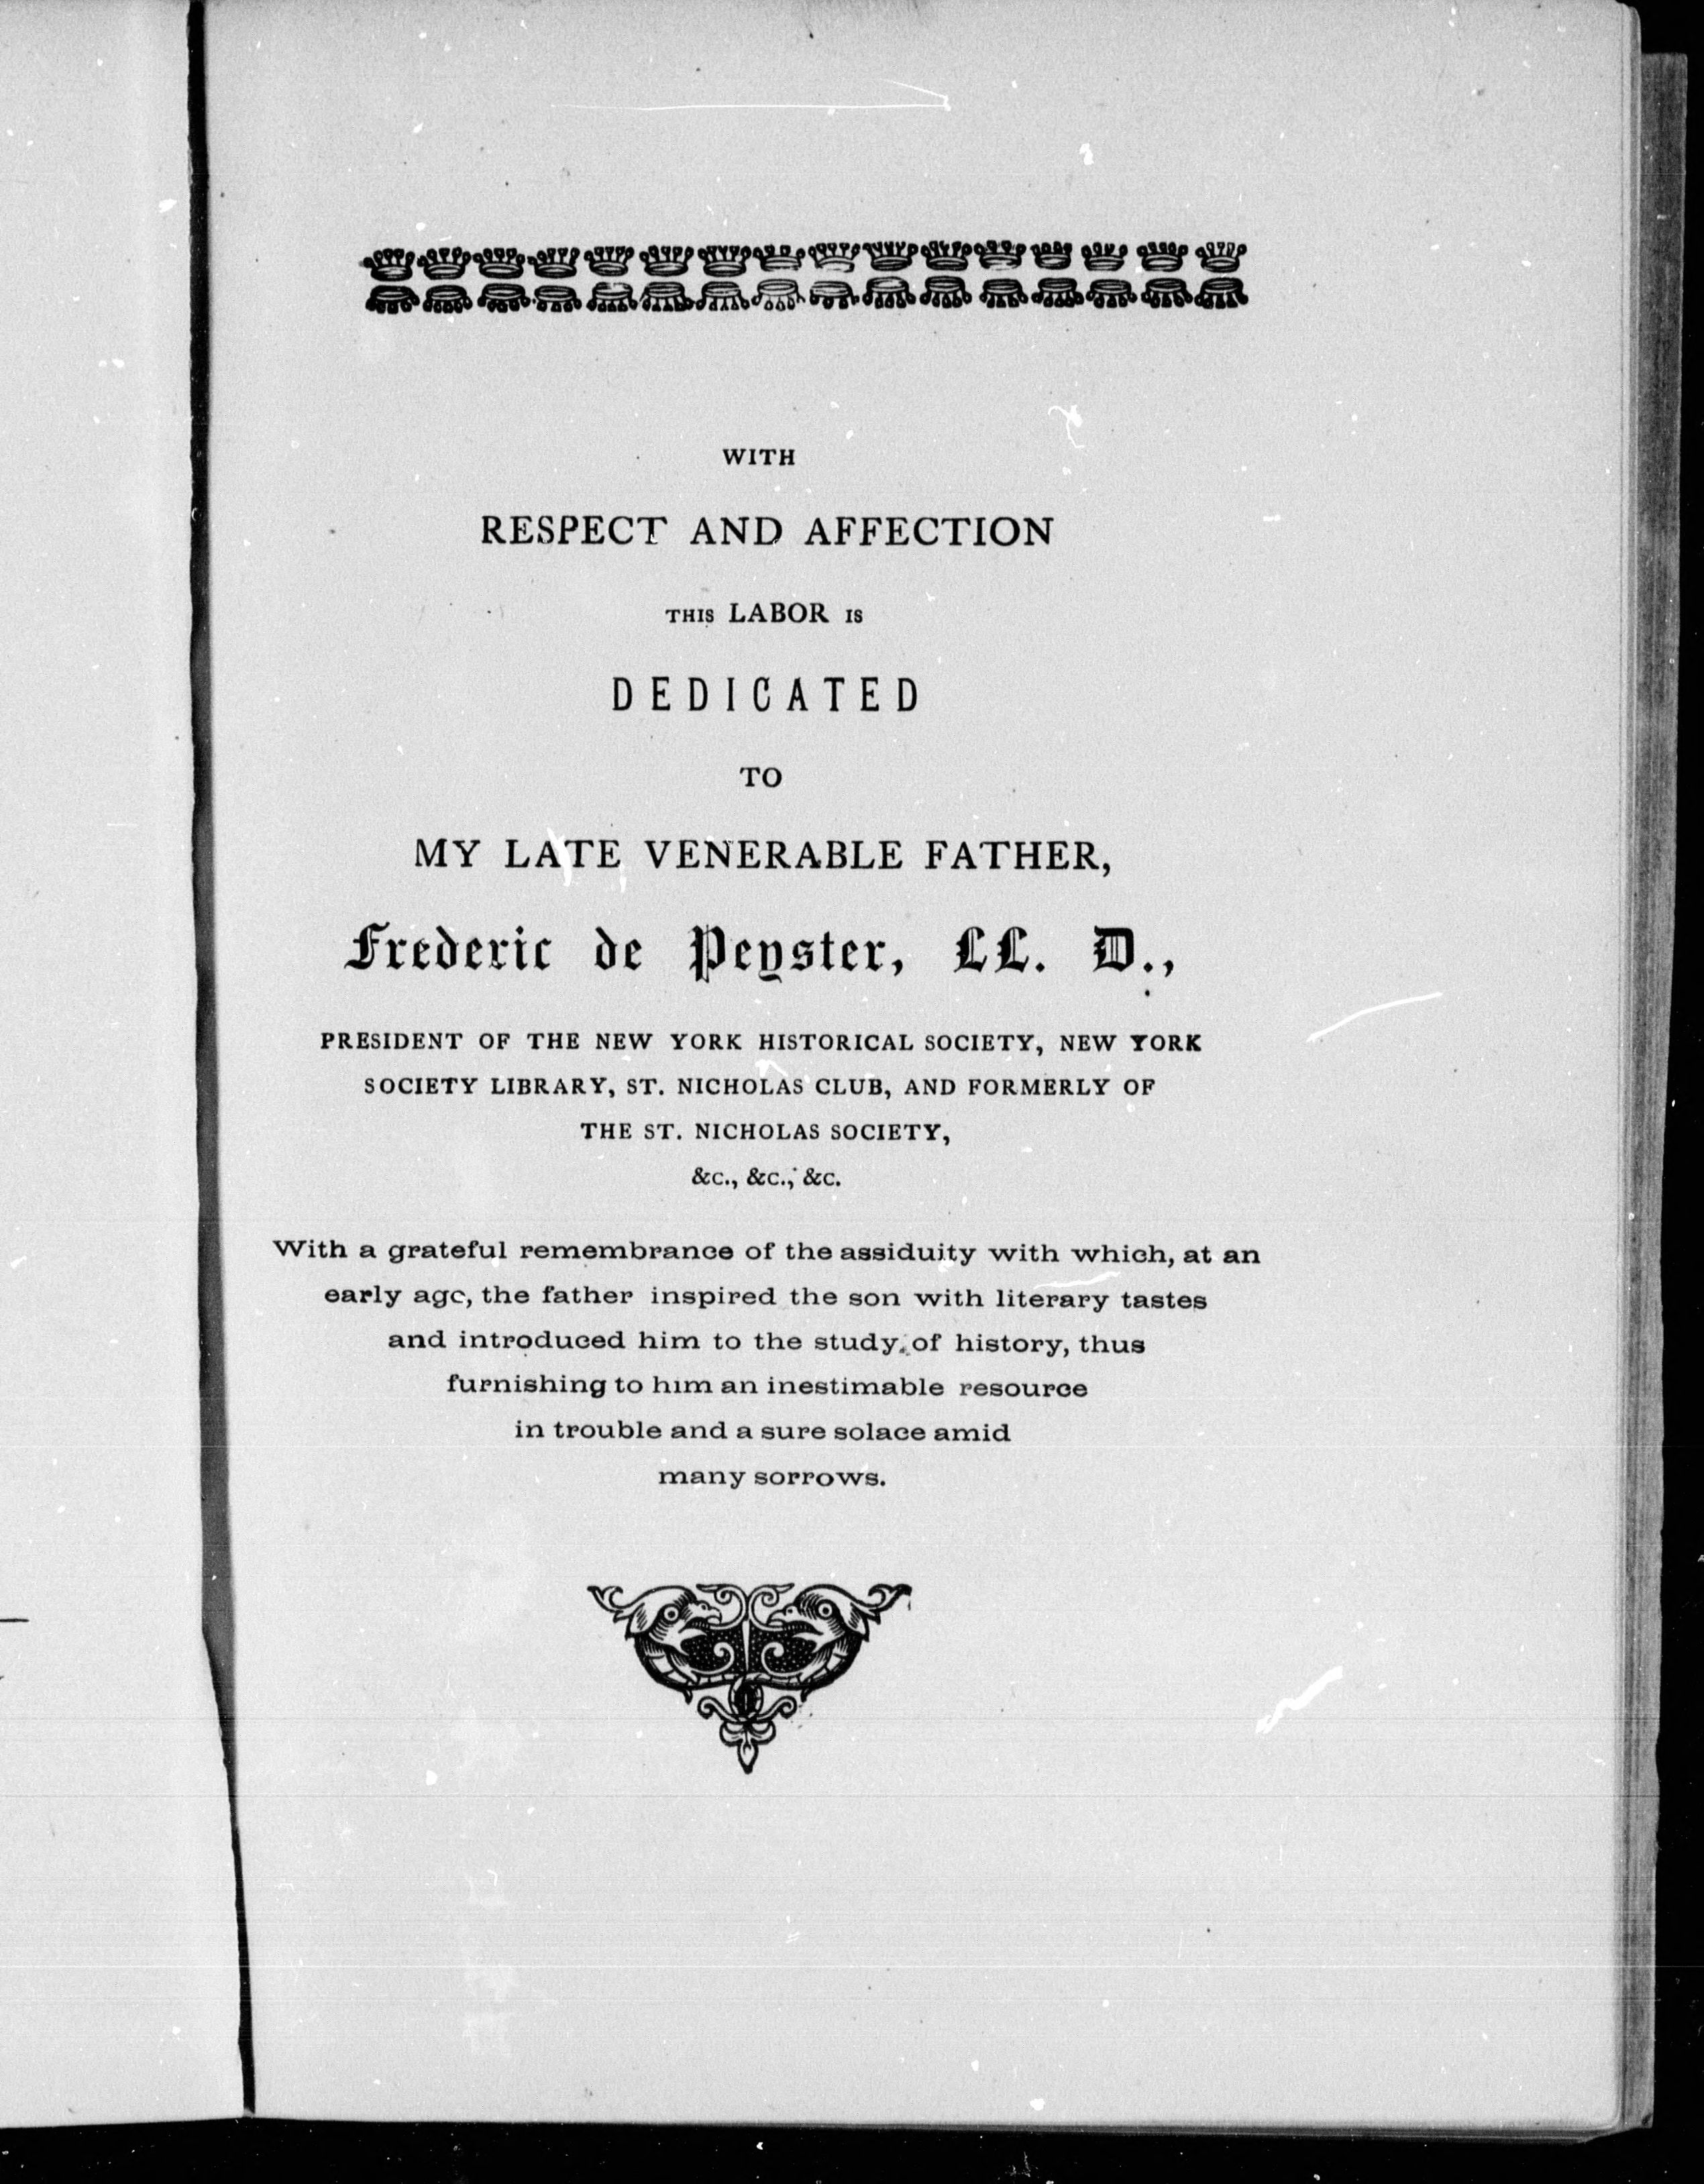 WITH
RESPECT AND AFFECTION
THIS LABOR IS
DEDICATED
TO
MY LATE VENERABLE FATHER,
Frederic de Peyster, LL. D.,
PRESIDENT OF THE NEW YORK HISTORICAL SOCIETY, NEW YORK
SOCIETY LIBRARY, ST. NICHOLAS CLUB, AND FORMERLY OF
THE ST. NICHOLAS SOCIETY,
&C., &C., &C.
With a grateful remembrance of the assiduity with which, at an
early age, the father inspired the son with literary tastes
and introduced him to the study of history, thus
furnishing to him an inestimable resource
in trouble and a sure solace amid
many sorrows.